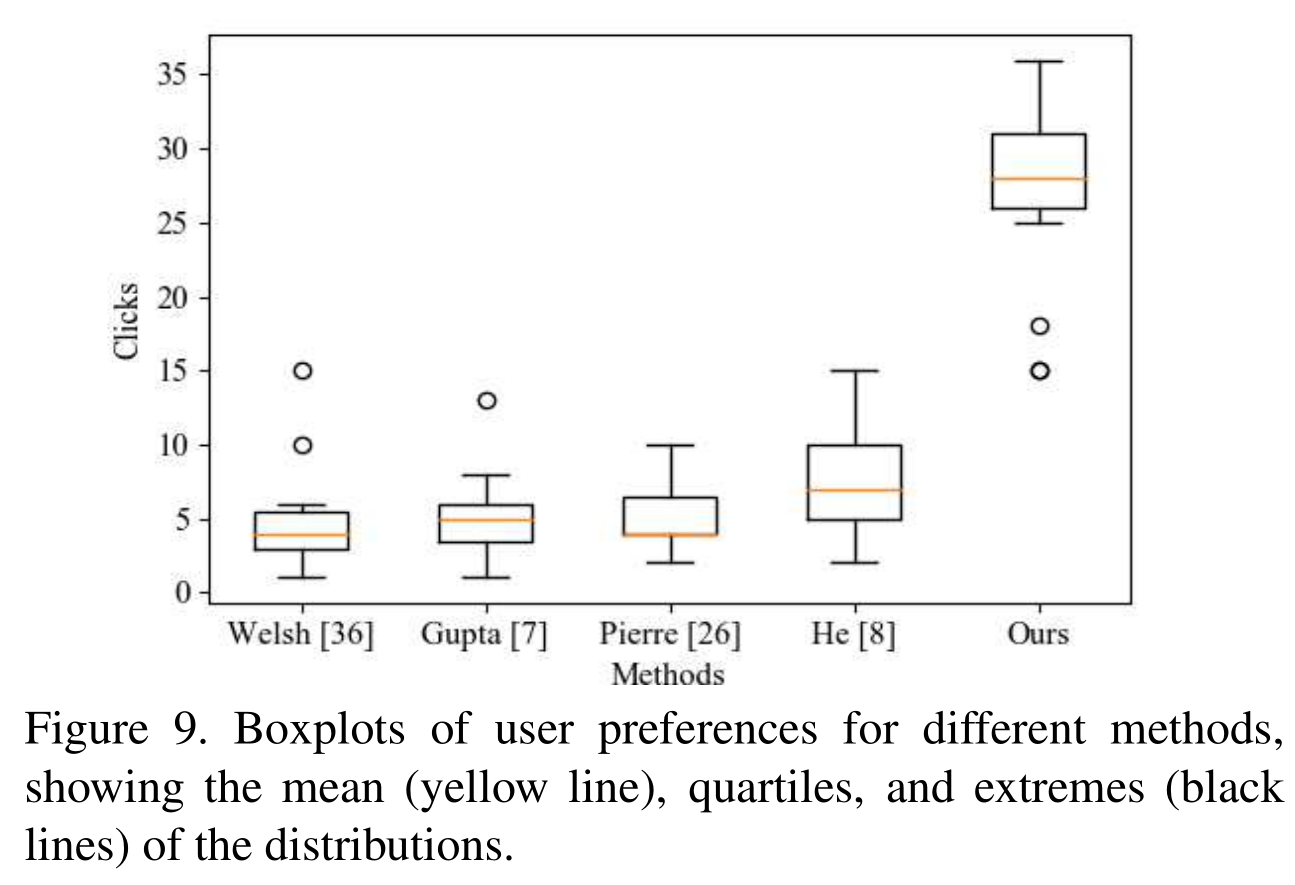 35
30
25
20
15
10
5
0
Clicks
Welsh [36] Gupta [7] Pierre [26] He [8] Ours
Methods
Figure 9. Boxplots of user preferences for different methods,
showing the mean (yellow line), quartiles, and extremes (black
lines) of the distributions.